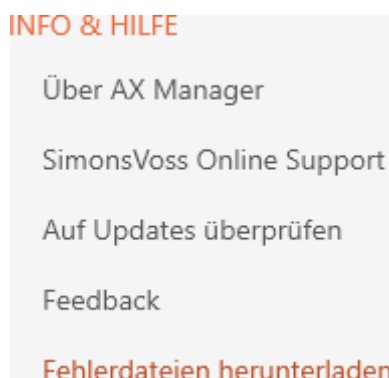 INFO & HILFE
Über AX Manager
SimonsVoss Online Support
Auf Updates überprüfen
Feedback
Fehlerdateien herunterladen